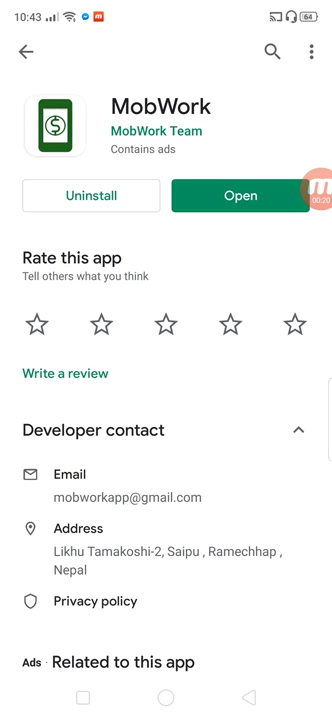 10:43 64
MobWork
MobWork Team
Contains ads
Uninstall Open
00:20
Rate this app
Tell others what you think
Write a review
Developer contact
Email
mobworkapp@gmail.com
Address
Likhu Tamakoshi-2, Saipu , Ramechhap ,
Nepal
Privacy policy
Ads · Related to this app